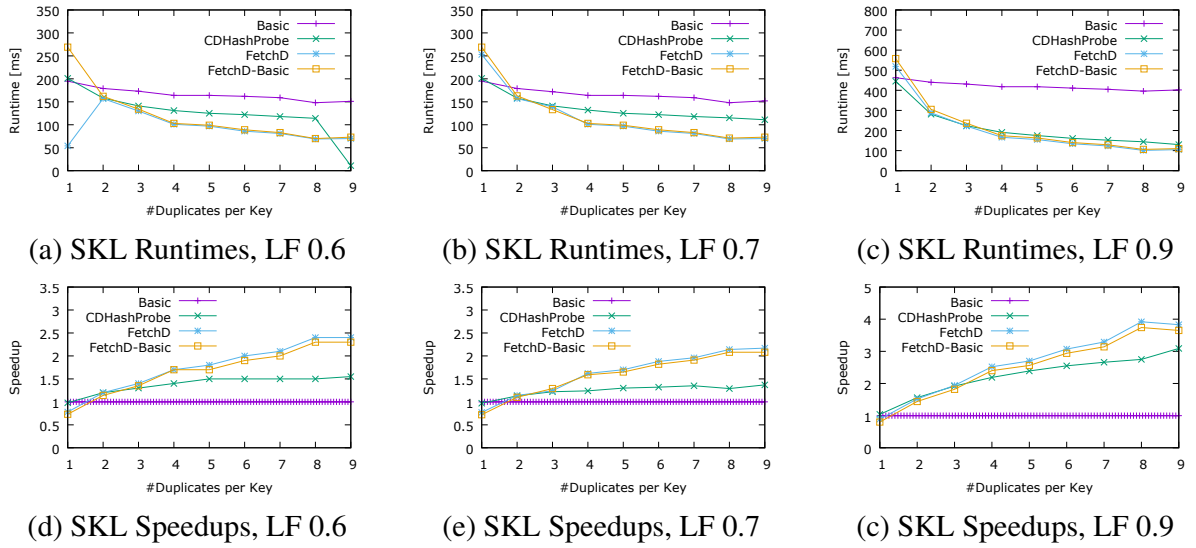 350
300
250
200
150
100
50
0
Runtime [ms]
Basic
CDHashProbe
FetchD
FetchD-Basic
1 2 3 4 5 6 7 8 9
#Duplicates per Key
(a) SKL Runtimes, LF 0.6
350
300
250
200
150
100
50
0
Runtime [ms]
Basic
CDHashProbe
FetchD
FetchD-Basic
1 2 3 4 5 6 7 8 9
#Duplicates per Key
(b) SKL Runtimes, LF 0.7
800
700
600
500
400
300
200
100
0
Runtime [ms]
Basic
CDHashProbe
FetchD
FetchD-Basic
1 2 3 4 5 6 7 8 9
#Duplicates per Key
(c) SKL Runtimes, LF 0.9
3.5
3
2.5
2
1.5
1
0.5
0
Speedup
Basic
CDHashProbe
FetchD
FetchD-Basic
1 2 3 4 5 6 7 8 9
#Duplicates per Key
(d) SKL Speedups, LF 0.6
3.5
3
2.5
2
1.5
1
0.5
0
Speedup
Basic
CDHashProbe
FetchD
FetchD-Basic
1 2 3 4 5 6 7 8 9
#Duplicates per Key
(e) SKL Speedups, LF 0.7
5
4
3
2
1
0
Speedup
Basic
CDHashProbe
FetchD
FetchD-Basic
1 2 3 4 5 6 7 8 9
#Duplicates per Key
(c) SKL Speedups, LF 0.9